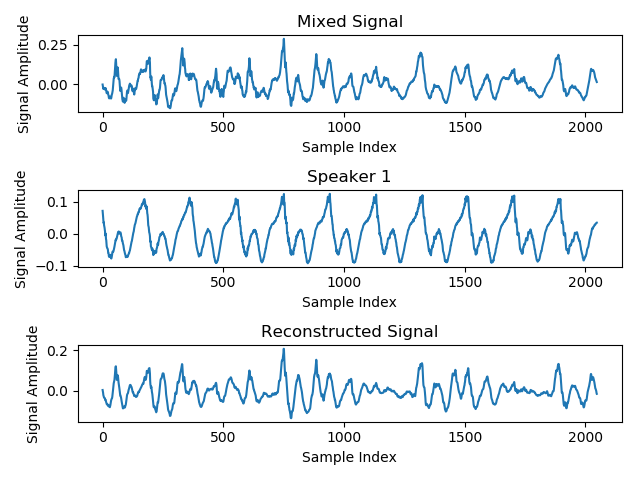 Mixed Signal
Signal Amplitude
0.25
0.00
0
500
1000
1500
2000
Sample Index
Speaker 1
Signal Amplitude
0.1
0.0
−0.1
0
500
1000
1500
2000
Sample Index
Reconstructed Signal
Signal Amplitude
0.2
0.0
0
500
1000
1500
2000
Sample Index